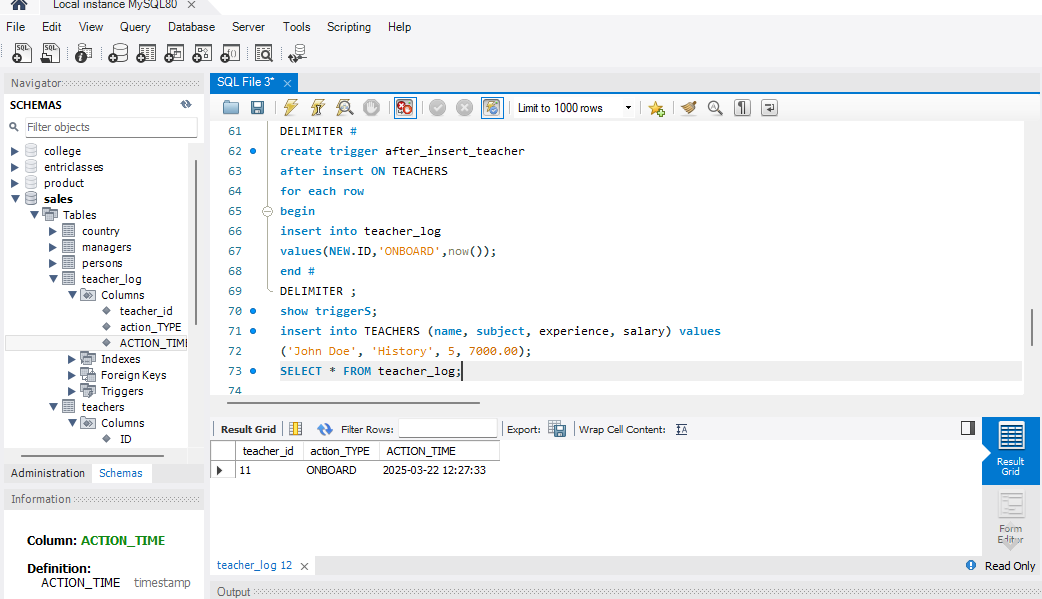 Local instance MySQL80
File Edit View Query Database Server Tools Scripting Help
Navigator
SCHEMAS
Filter objects
college
entriclasses
product
sales
Tables
country
managers
persons
teacher_log
Columns
teacher_id
action_TYPE
ACTION_TIM
Indexes
Foreign Keys
Triggers
teachers
Columns
ID
Administration Schemas
Information
Column: ACTION_TIME
Definition:
ACTION_TIME timestamp
SQL File 3*
Limit to 1000 rows
61 DELIMITER #
62 create trigger after_insert_teacher
63 after insert ON TEACHERS
64 for each row
65 begin
66 insert into teacher_log
67 values(NEW.ID,'ONBOARD',now());
68 end #
69 DELIMITER ;
70 show triggerS;
71 insert into TEACHERS (name, subject, experience, salary) values
72 ('John Doe', 'History', 5, 7000.00);
73 SELECT * FROM teacher_log;
74
Result Grid Filter Rows: Export: Wrap Cell Content: IA
teacher_id action_TYPE ACTION_TIME
11 ONBOARD 2025-03-22 12:27:33
Result
Grid
Form
Editor
teacher_log 12
Read Only
Output